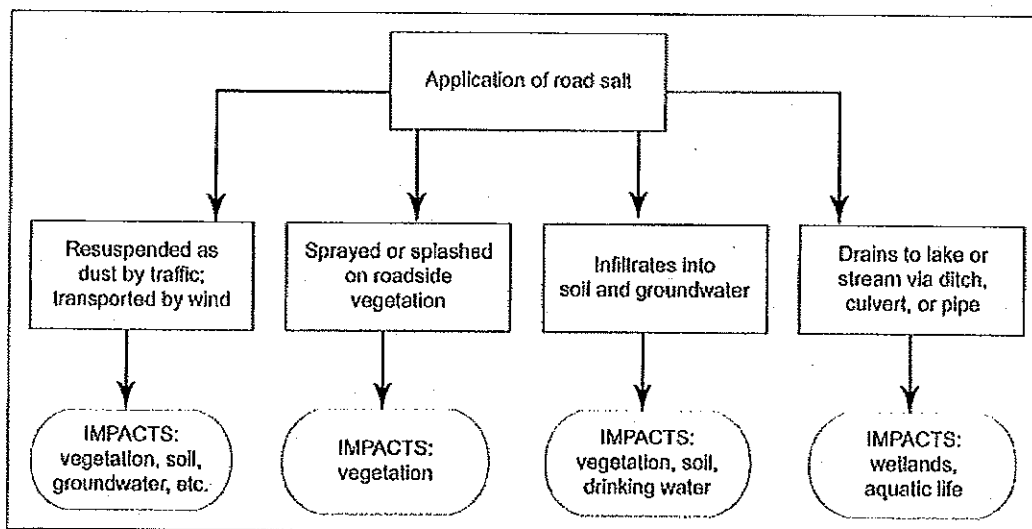 Application of road salt
Resuspended as
dust by traffic;
transported by wind
Sprayed or splashed
on roadside
vegetation
Infiltrates into
soil and groundwater
Drains to lake or
stream via ditch,
culvert, or pipe
IMPACTS:
vegetation, soil,
groundwater, etc.
IMPACTS:
vegetation
IMPACTS:
vegetation, soil,
drinking water
IMPACTS:
wetlands,
aquatic life